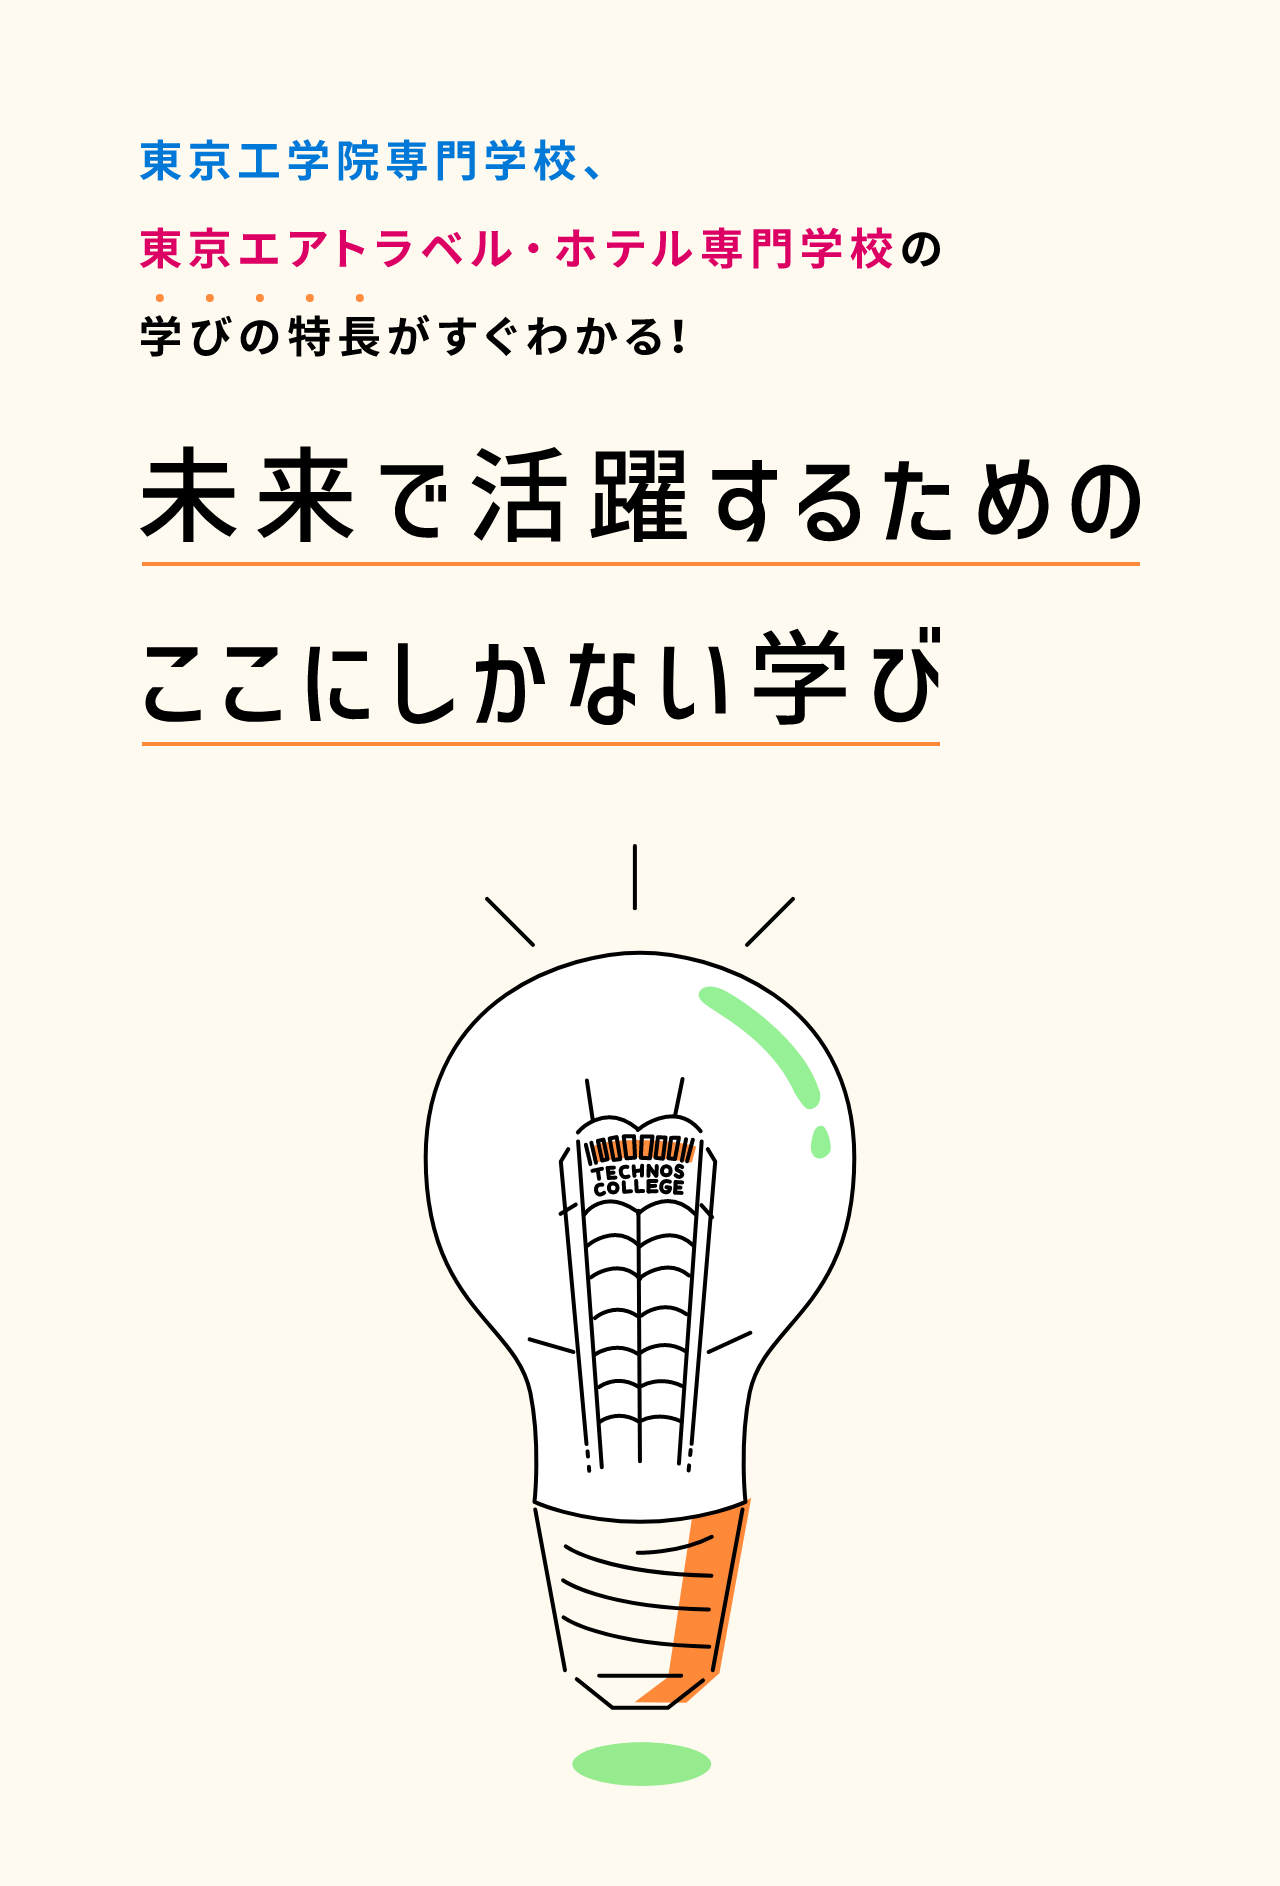 東京工学院専門学校、
東京エアトラベル・ホテル専門学校の
学びの特長がすぐわかる！
未来で活躍するための
ここにしかない学び
TECHNOS
COLLEGE